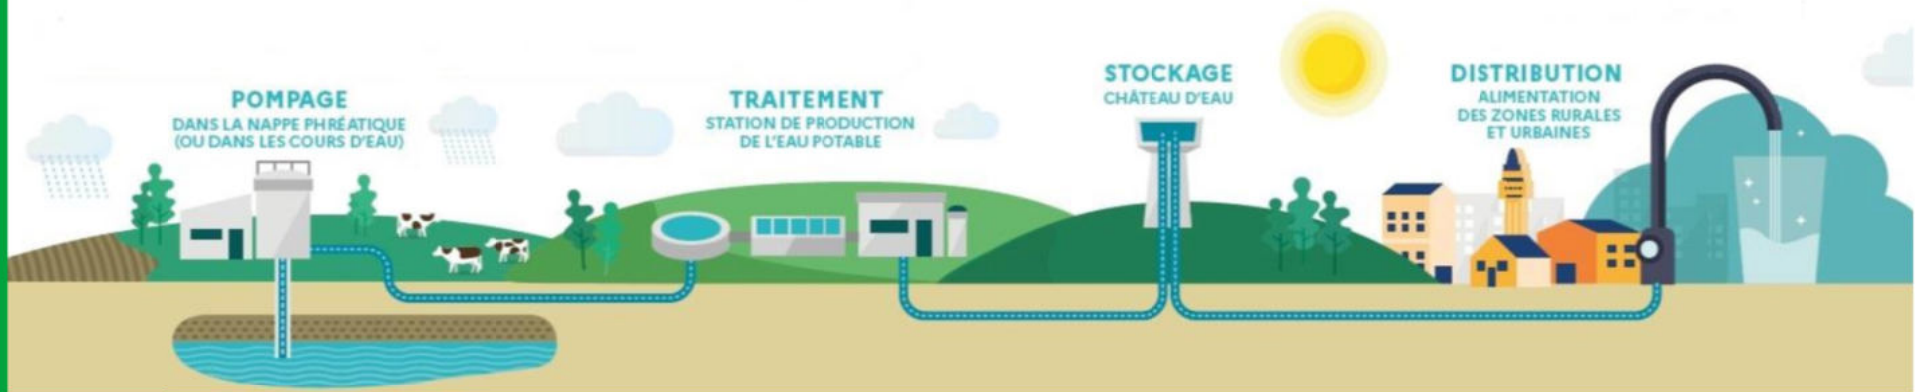 POMPAGE
DANS LA NAPPE PHRÉATIQUE
(OU DANS LES COURS D'EAU)
TRAITEMENT
STATION DE PRODUCTION
DE L'EAU POTABLE
STOCKAGE
CHÂTEAU D'EAU
DISTRIBUTION
ALIMENTATION
DES ZONES RURALES
ET URBAINES